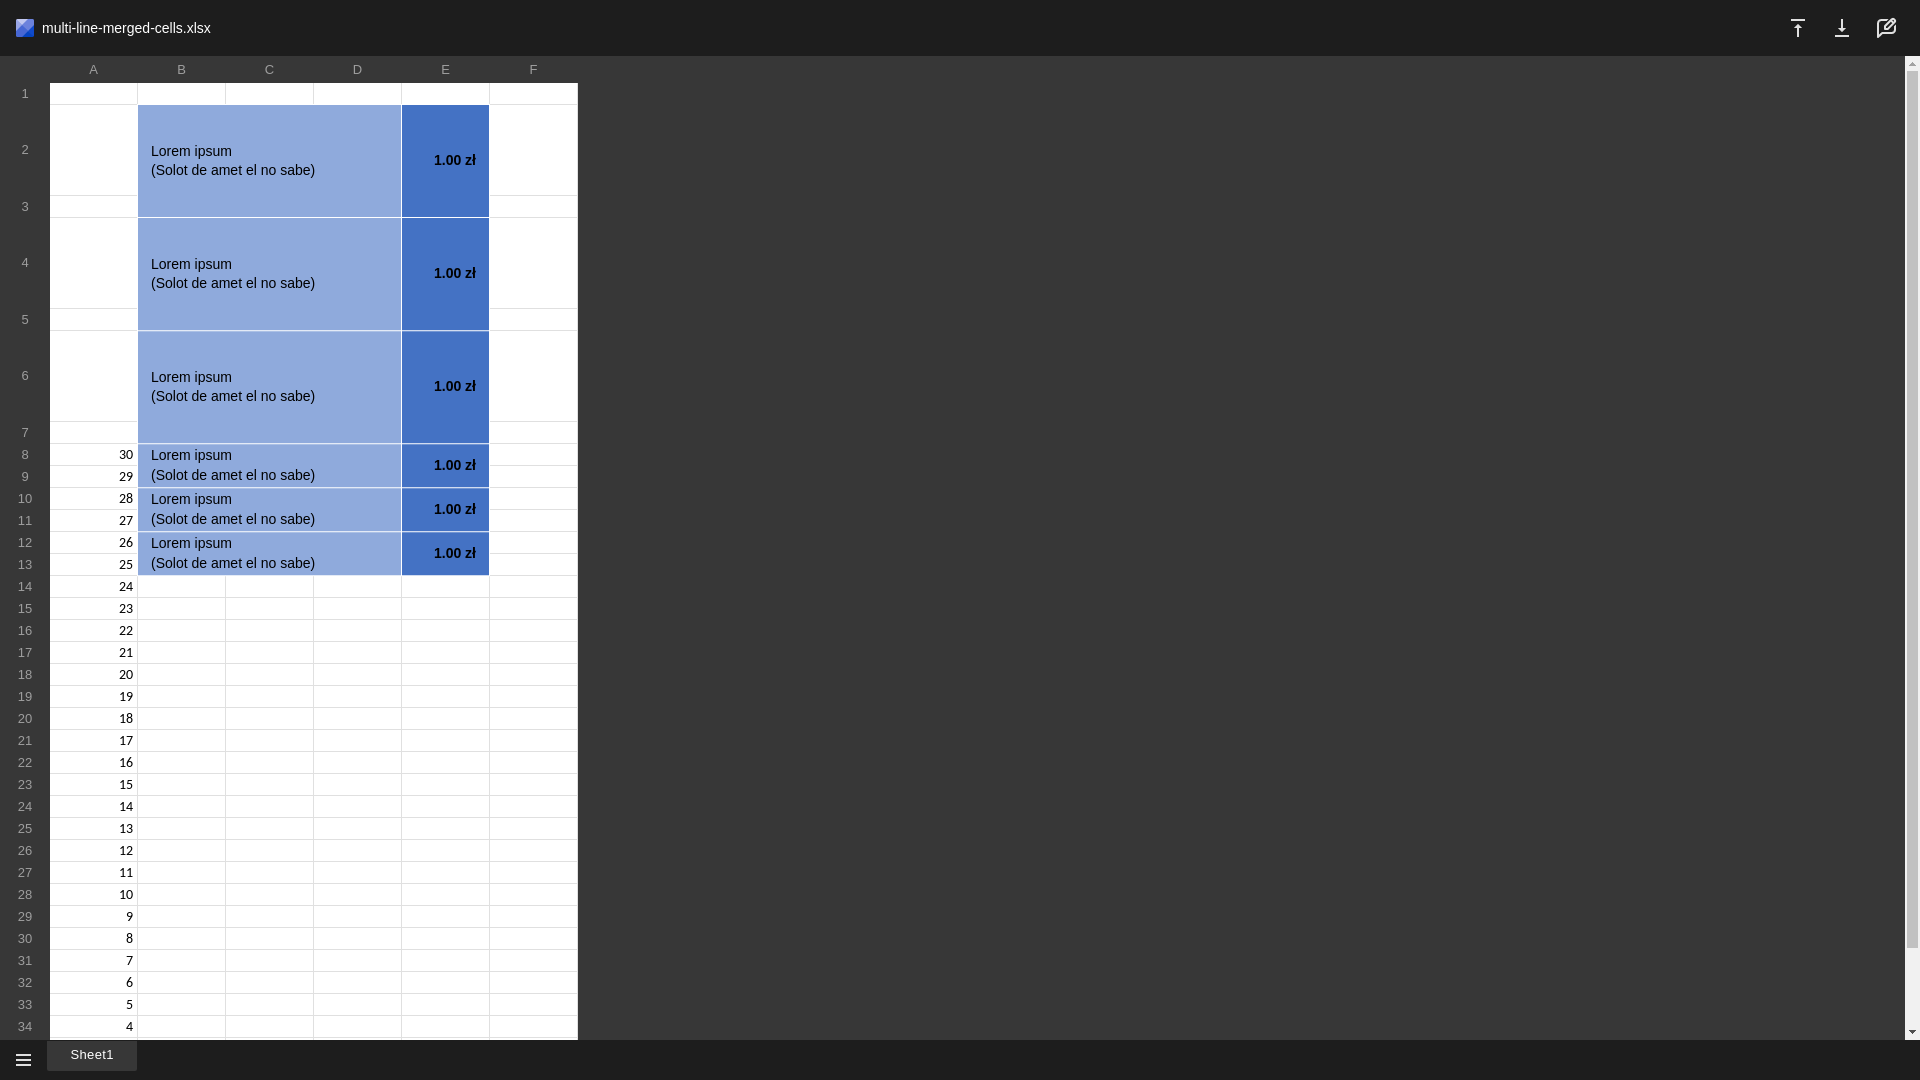 multi-line-merged-cells.xlsx
A B C D E F
1
2
Lorem ipsum
(Solot de amet el no sabe)
1.00 zł
3
4
Lorem ipsum
(Solot de amet el no sabe)
1.00 zł
5
6
Lorem ipsum
(Solot de amet el no sabe)
1.00 zł
7
8 30 Lorem ipsum
1.00 zł
9 29 (Solot de amet el no sabe)
10 28 Lorem ipsum
1.00 zł
11 27 (Solot de amet el no sabe)
12 26 Lorem ipsum
1.00 zł
13 25 (Solot de amet el no sabe)
14 24
15 23
16 22
17 21
18 20
19 19
20 18
21 17
22 16
23 15
24 14
25 13
26 12
27 11
28 10
29 9
30 8
31 7
32 6
33 5
34 4
Sheet1